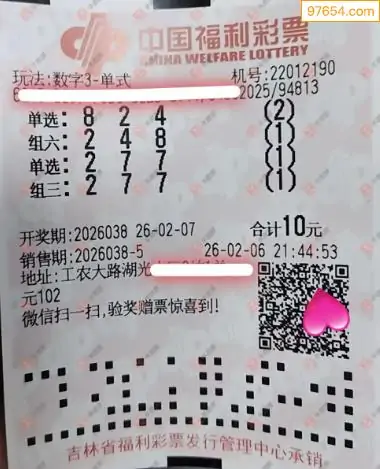 97654.com
中国福利彩票
CHINA WELFARE LOTTERY
玩法:数字3-单式 机号:22012190
2025/94813
单选: 8 2 4 (2)
组六: 2 4 8 (1)
单选: 2 7 7 (1)
组三: 2 7 7 (1)
开奖期:2026038 26-02-07 合计10元
销售期:2026038-5 26-02-06 21:44:53
地址:工农大路湖光
元102
微信扫一扫,验奖赠票惊喜到!
吉林省福利彩票发行管理中心承销